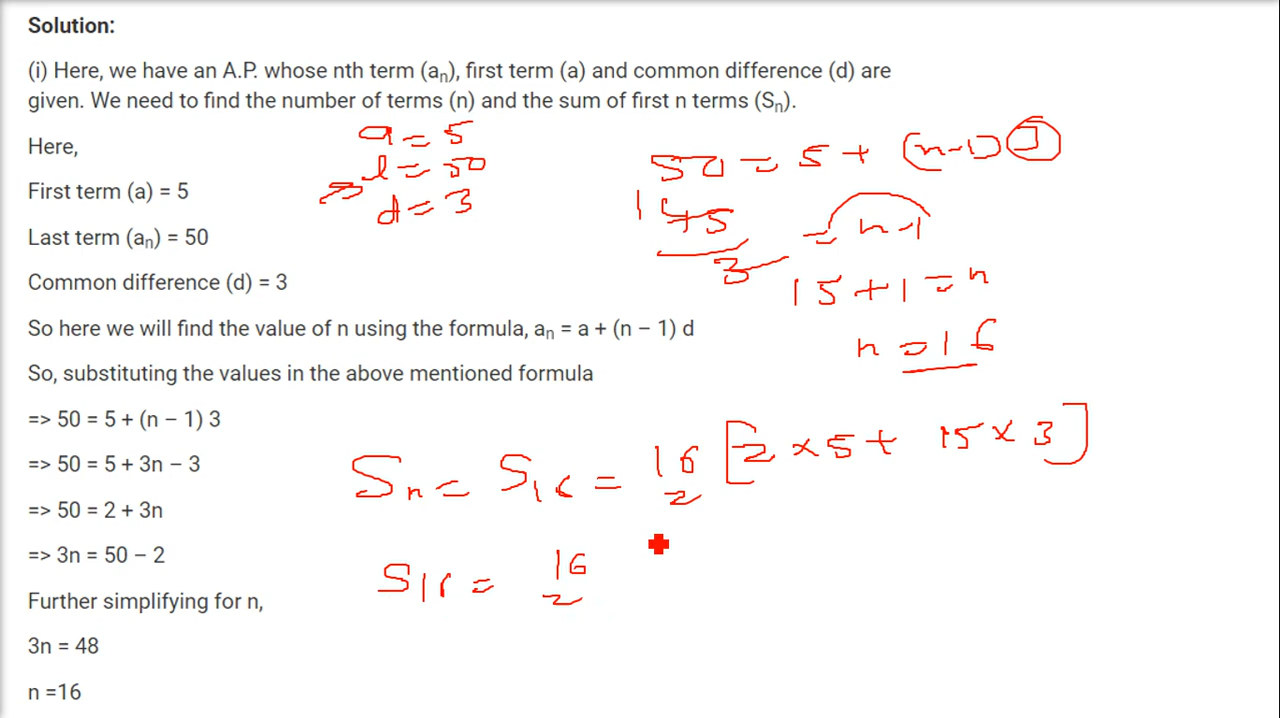 Solution:
(i) Here, we have an A.P. whose nth term (aₙ), first term (a) and common difference (d) are
given. We need to find the number of terms (n) and the sum of first n terms (Sₙ).
Here,
First term (a) = 5
Last term (aₙ) = 50
Common difference (d) = 3
So here we will find the value of n using the formula, aₙ = a + (n − 1) d
So, substituting the values in the above mentioned formula
=> 50 = 5 + (n − 1) 3
=> 50 = 5 + 3n − 3
=> 50 = 2 + 3n
=> 3n = 50 − 2
Further simplifying for n,
3n = 48
n =16
a = 5
l = 50
d = 3
50 = 5 + (n-1) 3
45
3
= n-1
15+1 = n
n = 16
Sₙ = S₁₆ = 16/2 [2 × 5 + 15 × 3]
S₁₆ = 16/2